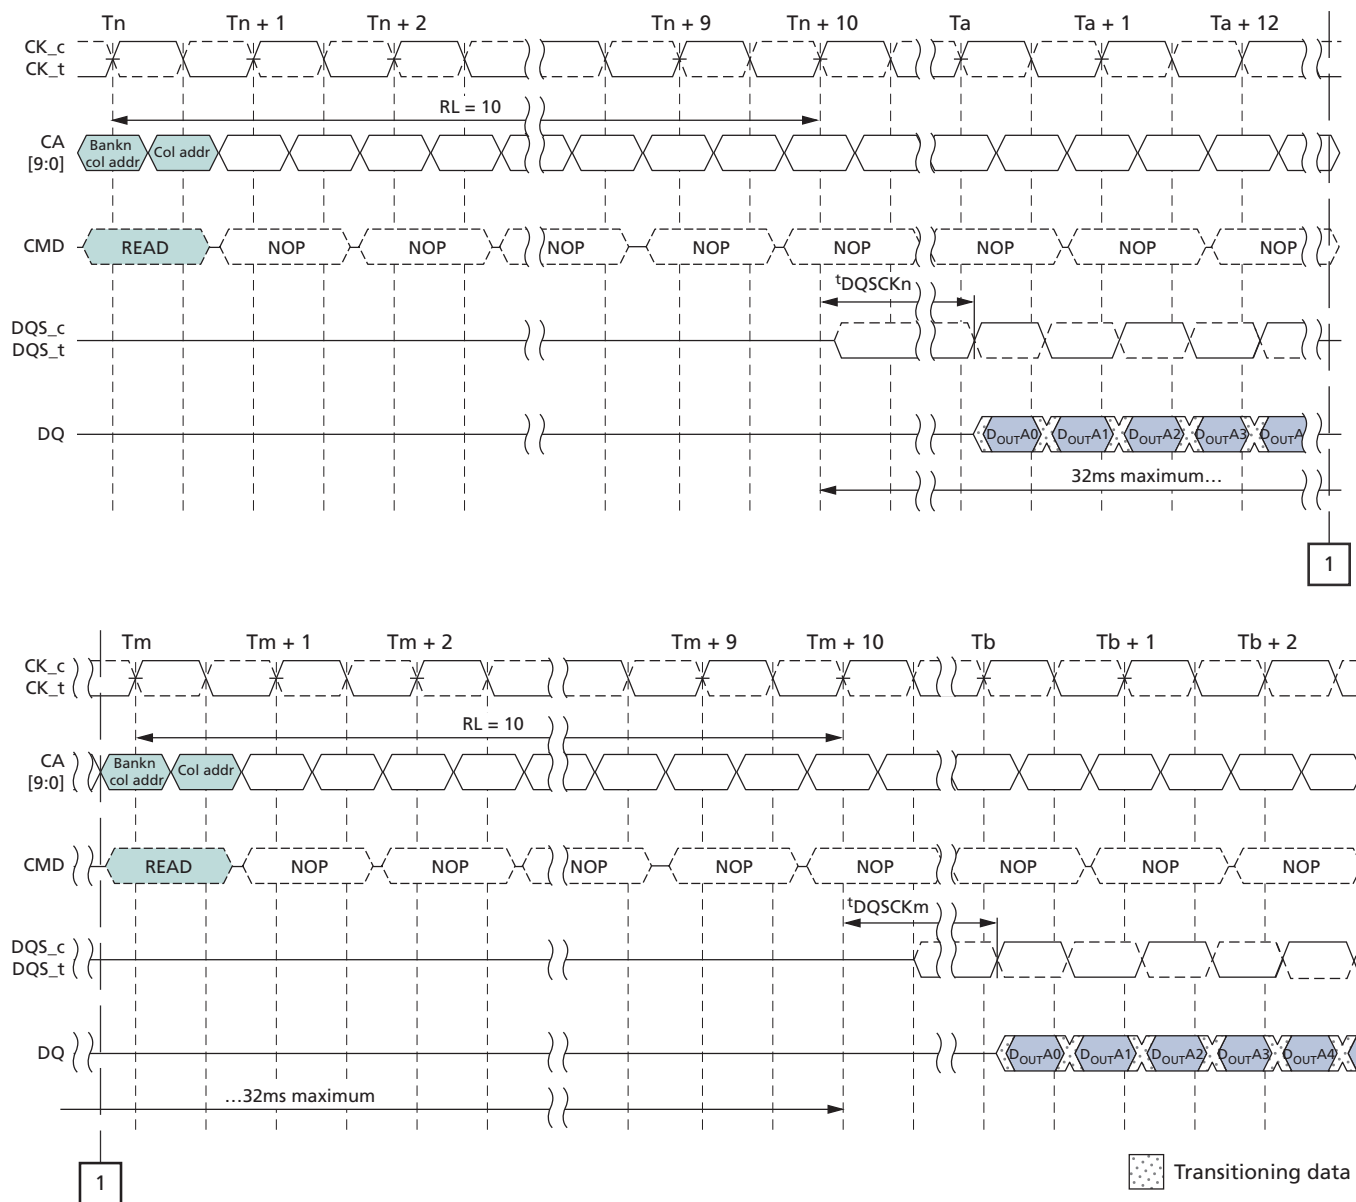 Tn Tn + 1 Tn + 2 Tn + 9 Tn + 10 Ta Ta + 1 Ta + 12
CK_c
CK_t
RL = 10
CA
[9:0]
Bankn
col addr
Col addr
CMD READ NOP NOP NOP NOP NOP NOP NOP NOP
tDQSCKn
DQS_c
DQS_t
DQ DOUTA0 DOUTA1 DOUTA2 DOUTA3 DOUTA
32ms maximum…
1
Tm Tm + 1 Tm + 2 Tm + 9 Tm + 10 Tb Tb + 1 Tb + 2
CK_c
CK_t
RL = 10
CA
[9:0]
Bankn
col addr
Col addr
CMD READ NOP NOP NOP NOP NOP NOP NOP NOP
tDQSCKm
DQS_c
DQS_t
DQ DOUTA0 DOUTA1 DOUTA2 DOUTA3 DOUTA4
…32ms maximum
1
Transitioning data